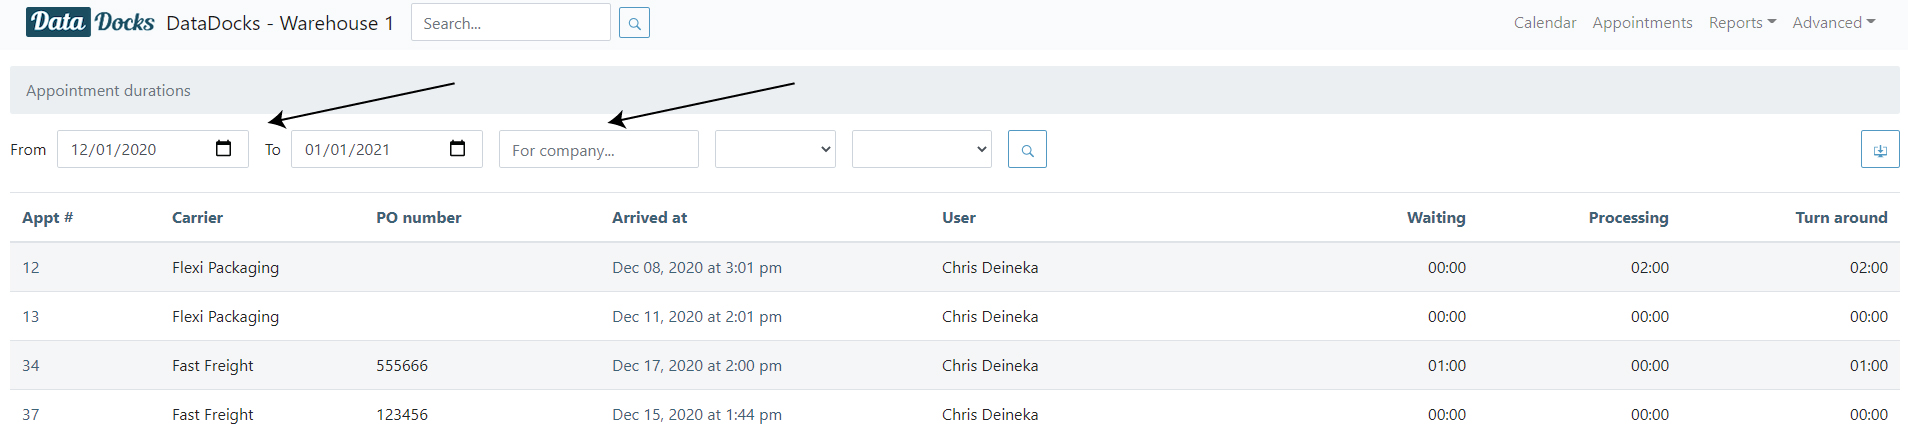 Data Docks DataDocks - Warehouse 1 Search... Calendar Appointments Reports Advanced
Appointment durations
From 12/01/2020 To 01/01/2021 For company...
Appt # Carrier PO number Arrived at User Waiting Processing Turn around
12 Flexi Packaging Dec 08, 2020 at 3:01 pm Chris Deineka 00:00 02:00 02:00
13 Flexi Packaging Dec 11, 2020 at 2:01 pm Chris Deineka 00:00 00:00 00:00
34 Fast Freight 555666 Dec 17, 2020 at 2:00 pm Chris Deineka 01:00 00:00 01:00
37 Fast Freight 123456 Dec 15, 2020 at 1:44 pm Chris Deineka 00:00 00:00 00:00